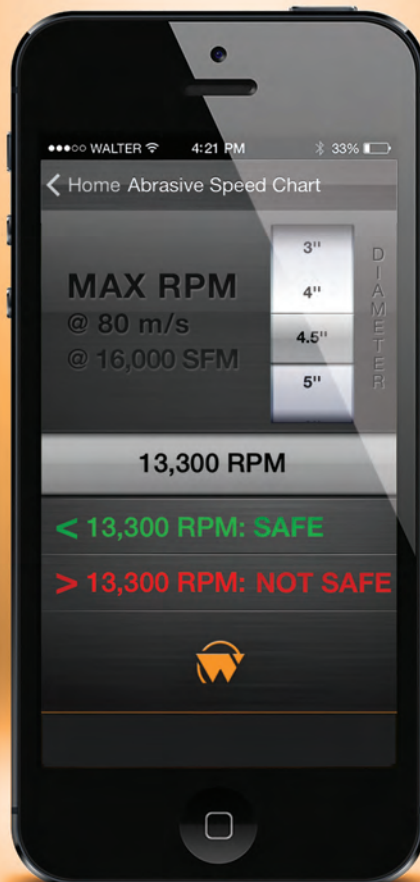 ●●●○○ WALTER 4:21 PM 33%
Home Abrasive Speed Chart
MAX RPM
@ 80 m/s
@ 16,000 SFM
3"
4"
4.5"
5"
DIAMETER
13,300 RPM
< 13,300 RPM: SAFE
> 13,300 RPM: NOT SAFE
W